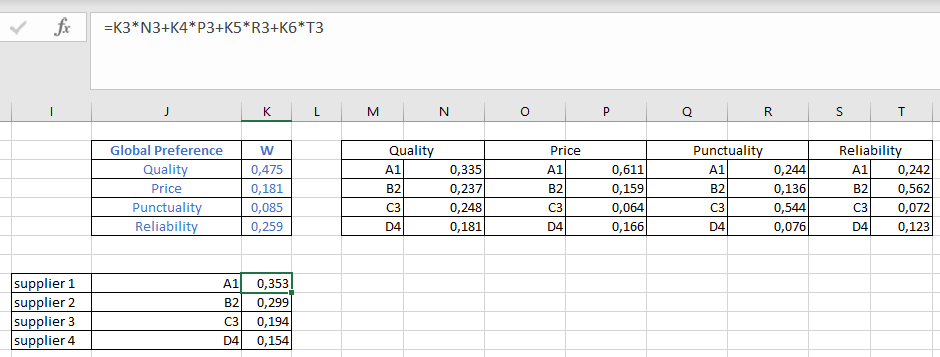 fx =K3*N3+K4*P3+K5*R3+K6*T3
I J K L M N O P Q R S T
Global Preference W Quality Price Punctuality Reliability
Quality 0,475 A1 0,335 A1 0,611 A1 0,244 A1 0,242
Price 0,181 B2 0,237 B2 0,159 B2 0,136 B2 0,562
Punctuality 0,085 C3 0,248 C3 0,064 C3 0,544 C3 0,072
Reliability 0,259 D4 0,181 D4 0,166 D4 0,076 D4 0,123
supplier 1 A1 0,353
supplier 2 B2 0,299
supplier 3 C3 0,194
supplier 4 D4 0,154